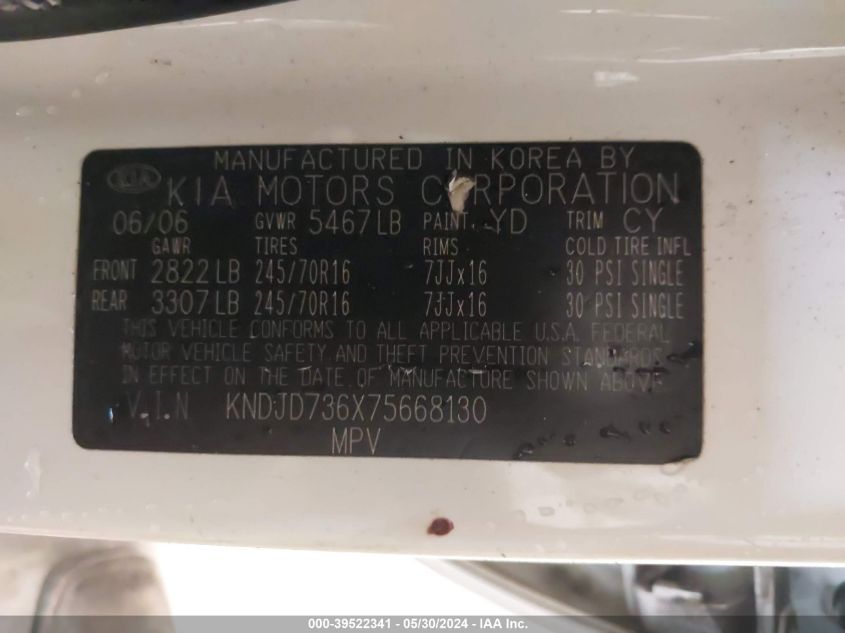 MANUFACTURED IN KOREA BY
KIA KIA MOTORS CORPORATION
06/06 GVWR 5467LB PAINT YD TRIM CY
GAWR TIRES RIMS COLD TIRE INFL
FRONT 2822LB 245/70R16 7JJx16 30 PSI SINGLE
REAR 3307LB 245/70R16 7JJx16 30 PSI SINGLE
THIS VEHICLE CONFORMS TO ALL APPLICABLE U.S.A. FEDERAL
MOTOR VEHICLE SAFETY AND THEFT PREVENTION STANDARDS
IN EFFECT ON THE DATE OF MANUFACTURE SHOWN ABOVE
V.I.N KNDJD736X75668130
MPV
000-39522341 - 05/30/2024 - IAA Inc.